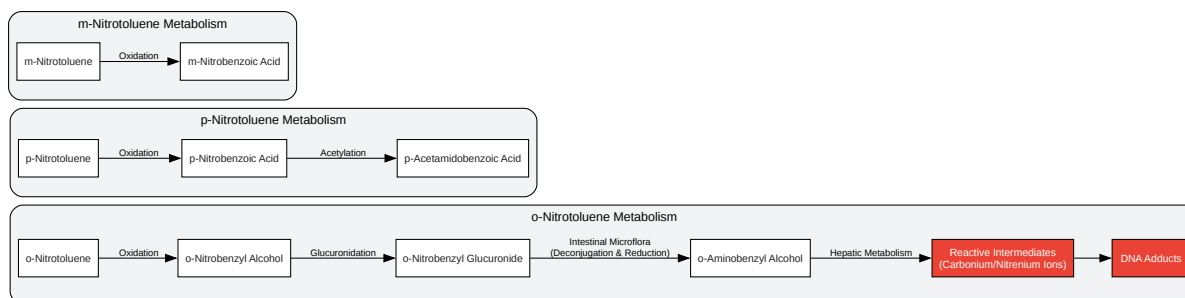 m-Nitrotoluene Metabolism
m-Nitrotoluene
Oxidation
m-Nitrobenzoic Acid
p-Nitrotoluene Metabolism
p-Nitrotoluene
Oxidation
p-Nitrobenzoic Acid
Acetylation
p-Acetamidobenzoic Acid
o-Nitrotoluene Metabolism
o-Nitrotoluene
Oxidation
o-Nitrobenzyl Alcohol
Glucuronidation
o-Nitrobenzyl Glucuronide
Intestinal Microflora
(Deconjugation & Reduction)
o-Aminobenzyl Alcohol
Hepatic Metabolism
Reactive Intermediates
(Carbonium/Nitrenium Ions)
DNA Adducts